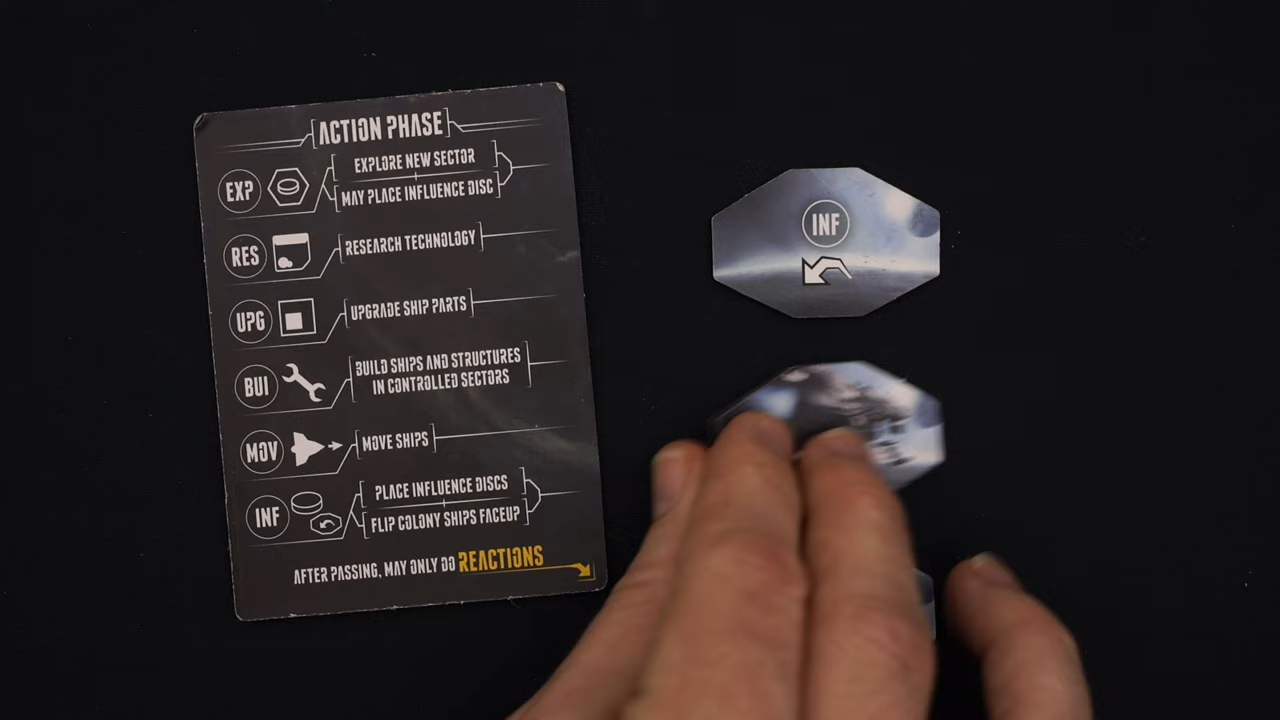 ACTION PHASE
EXP
EXPLORE NEW SECTOR
MAY PLACE INFLUENCE DISC
RES
RESEARCH TECHNOLOGY
UPG
UPGRADE SHIP PARTS
BUI
BUILD SHIPS AND STRUCTURES
IN CONTROLLED SECTORS
MOV
MOVE SHIPS
INF
PLACE INFLUENCE DISCS
FLIP COLONY SHIPS FACEUP
AFTER PASSING, MAY ONLY DO REACTIONS
INF